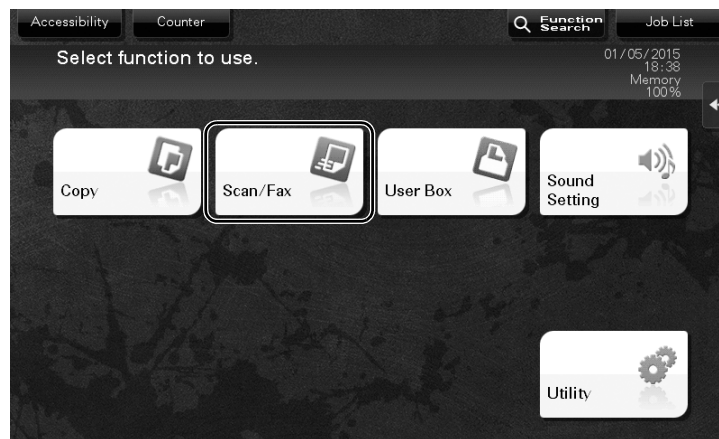 Accessibility
Counter
Function
Search
Job List
Select function to use.
01/05/2015
18:38
Memory
100%
Copy
Scan/Fax
User Box
Sound
Setting
Utility